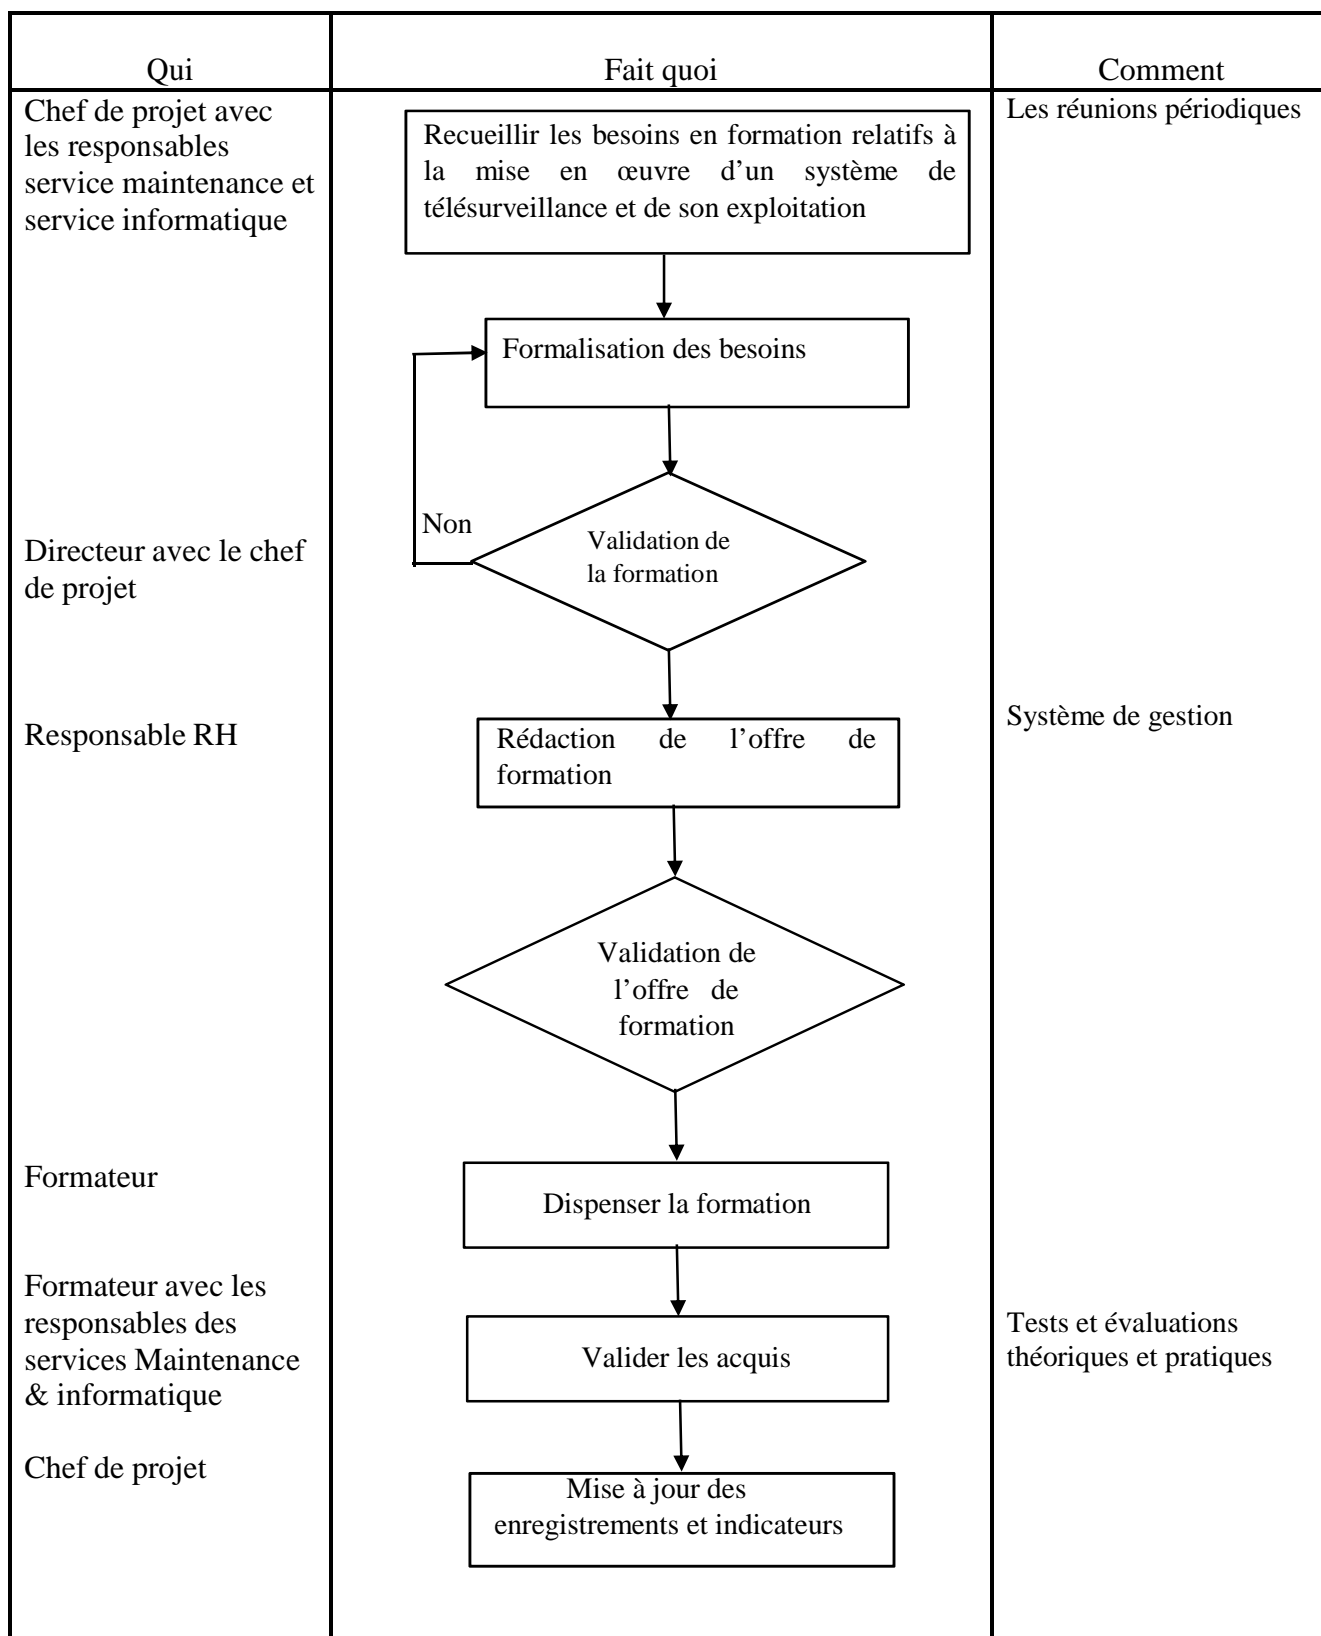 Qui
Fait quoi
Comment
Chef de projet avec
les responsables
service maintenance et
service informatique
Recueillir les besoins en formation relatifs à
la mise en œuvre d’un système de
télésurveillance et de son exploitation
Les réunions périodiques
Formalisation des besoins
Non
Directeur avec le chef
de projet
Validation de
la formation
Responsable RH
Rédaction de l’offre de
formation
Système de gestion
Validation de
l’offre de
formation
Formateur
Dispenser la formation
Formateur avec les
responsables des
services Maintenance
& informatique
Valider les acquis
Tests et évaluations
théoriques et pratiques
Chef de projet
Mise à jour des
enregistrements et indicateurs